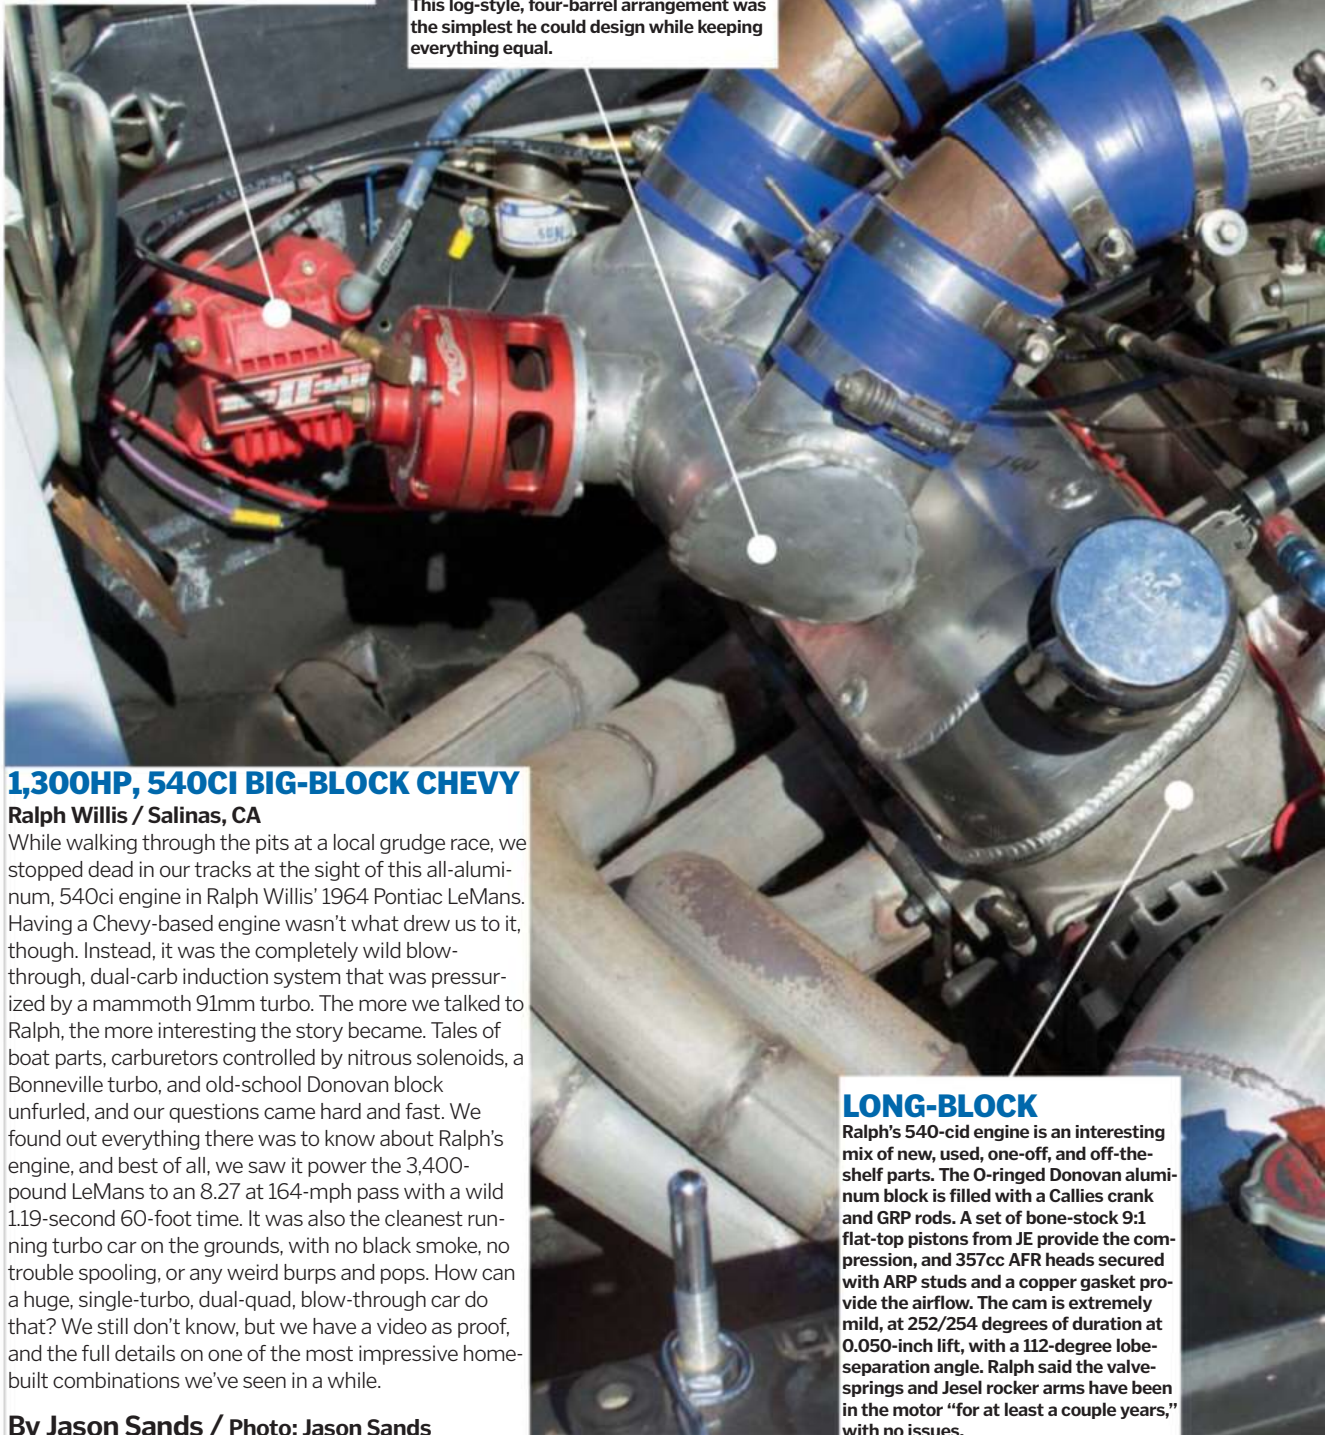 This log-style, four-barrel arrangement was
the simplest he could design while keeping
everything equal.
1,300HP, 540CI BIG-BLOCK CHEVY
Ralph Willis / Salinas, CA
While walking through the pits at a local grudge race, we
stopped dead in our tracks at the sight of this all-alumi-
num, 540ci engine in Ralph Willis’ 1964 Pontiac LeMans.
Having a Chevy-based engine wasn’t what drew us to it,
though. Instead, it was the completely wild blow-
through, dual-carb induction system that was pressur-
ized by a mammoth 91mm turbo. The more we talked to
Ralph, the more interesting the story became. Tales of
boat parts, carburetors controlled by nitrous solenoids, a
Bonneville turbo, and old-school Donovan block
unfurled, and our questions came hard and fast. We
found out everything there was to know about Ralph’s
engine, and best of all, we saw it power the 3,400-
pound LeMans to an 8.27 at 164-mph pass with a wild
1.19-second 60-foot time. It was also the cleanest run-
ning turbo car on the grounds, with no black smoke, no
trouble spooling, or any weird burps and pops. How can
a huge, single-turbo, dual-quad, blow-through car do
that? We still don’t know, but we have a video as proof,
and the full details on one of the most impressive home-
built combinations we’ve seen in a while.
By Jason Sands / Photo: Jason Sands
LONG-BLOCK
Ralph’s 540-cid engine is an interesting
mix of new, used, one-off, and off-the-
shelf parts. The O-ringed Donovan alumi-
num block is filled with a Callies crank
and GRP rods. A set of bone-stock 9:1
flat-top pistons from JE provide the com-
pression, and 357cc AFR heads secured
with ARP studs and a copper gasket pro-
vide the airflow. The cam is extremely
mild, at 252/254 degrees of duration at
0.050-inch lift, with a 112-degree lobe-
separation angle. Ralph said the valve-
springs and Jesel rocker arms have been
in the motor “for at least a couple years,”
with no issues.